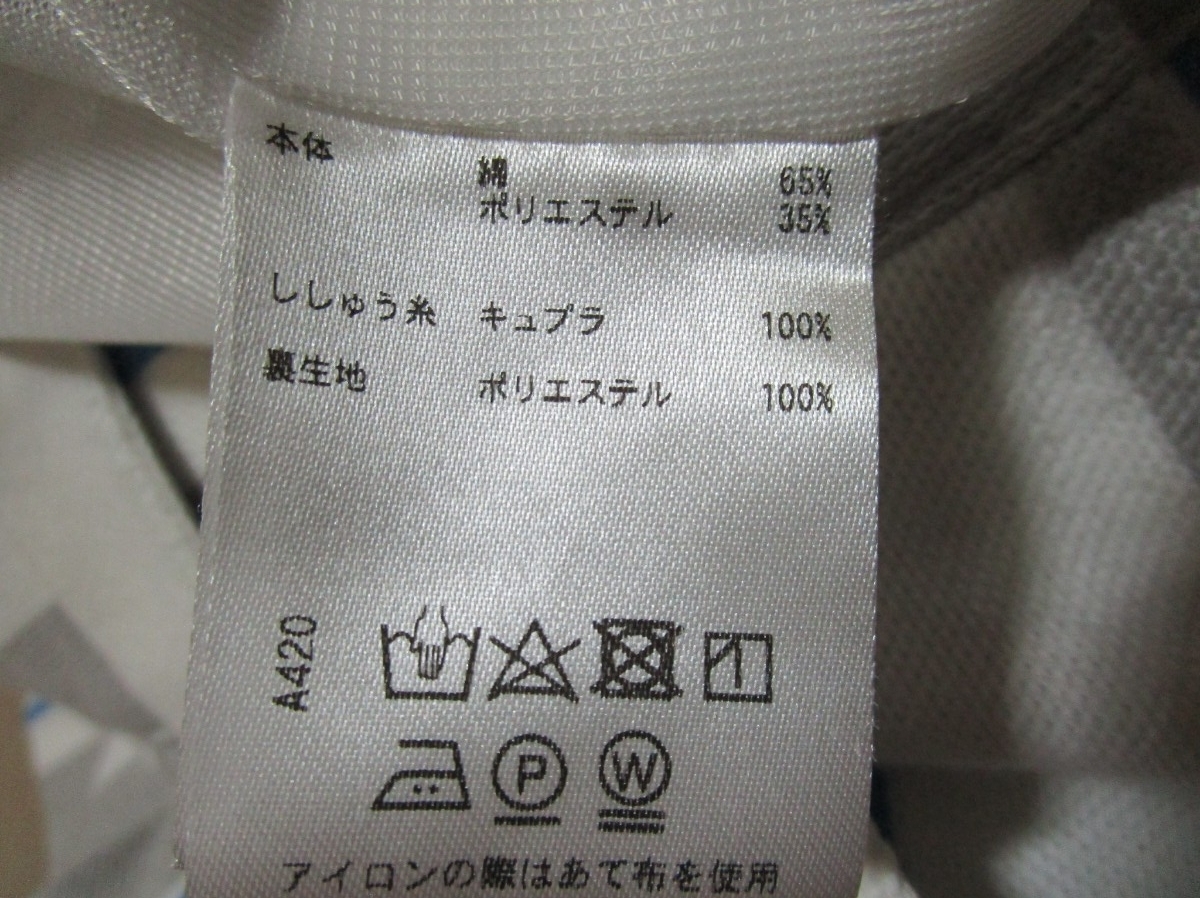 本体
綿 65%
ポリエステル 35%
ししゅう糸 キュプラ 100%
裏生地 ポリエステル 100%
A420
P W
アイロンの際はあて布を使用